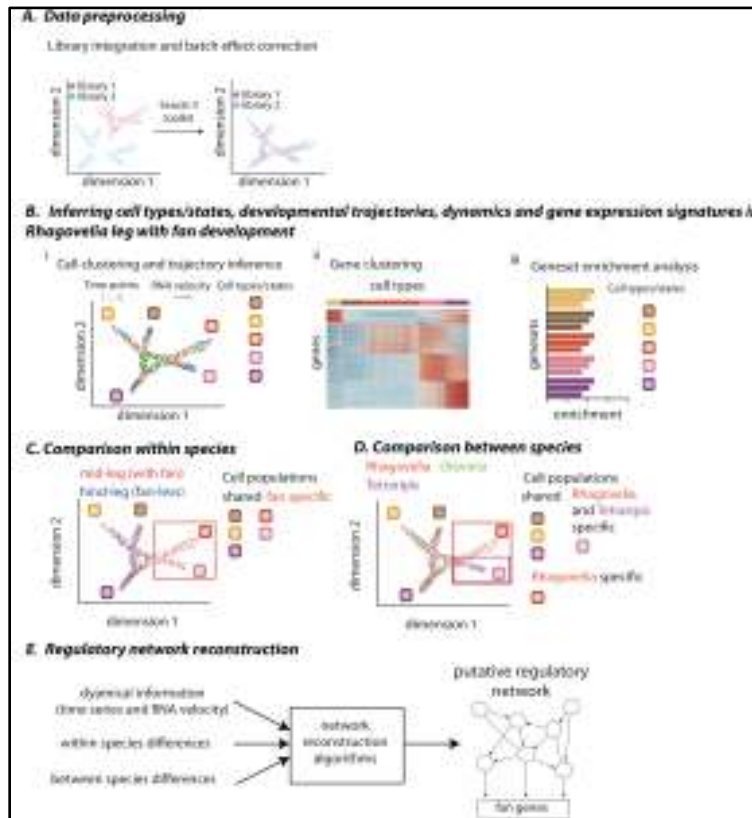 A. Data preprocessing
Library integration and batch effect correction
library 1
library 2
dimension 2
dimension 1
toolkit
library 1
library 2
dimension 2
dimension 1
B. Inferring cell types/states, developmental trajectories, dynamics and gene expression signatures i
Rhagovelia leg with fan development
i
Cell clustering and trajectory inference
Time points
RNA velocity
Cell types/states
dimension 2
dimension 1
ii
Gene clustering
cell types
genes
iii
Geneset enrichment analysis
Cell types/states
genesets
enrichment
C. Comparison within species
mid-leg (with fan)
hind-leg (fan-less)
Cell populations
shared fan specific
dimension 2
dimension 1
D. Comparison between species
Rhagovelia
Cell populations
shared
Rhagovelia
and Tetraripis
specific
Rhagovelia specific
dimension 2
dimension 1
E. Regulatory network reconstruction
dyamical information
(time series and RNA velocity)
within species differences
between species differences
network
reconstruction
algorithms
putative regulatory
network
fan genes